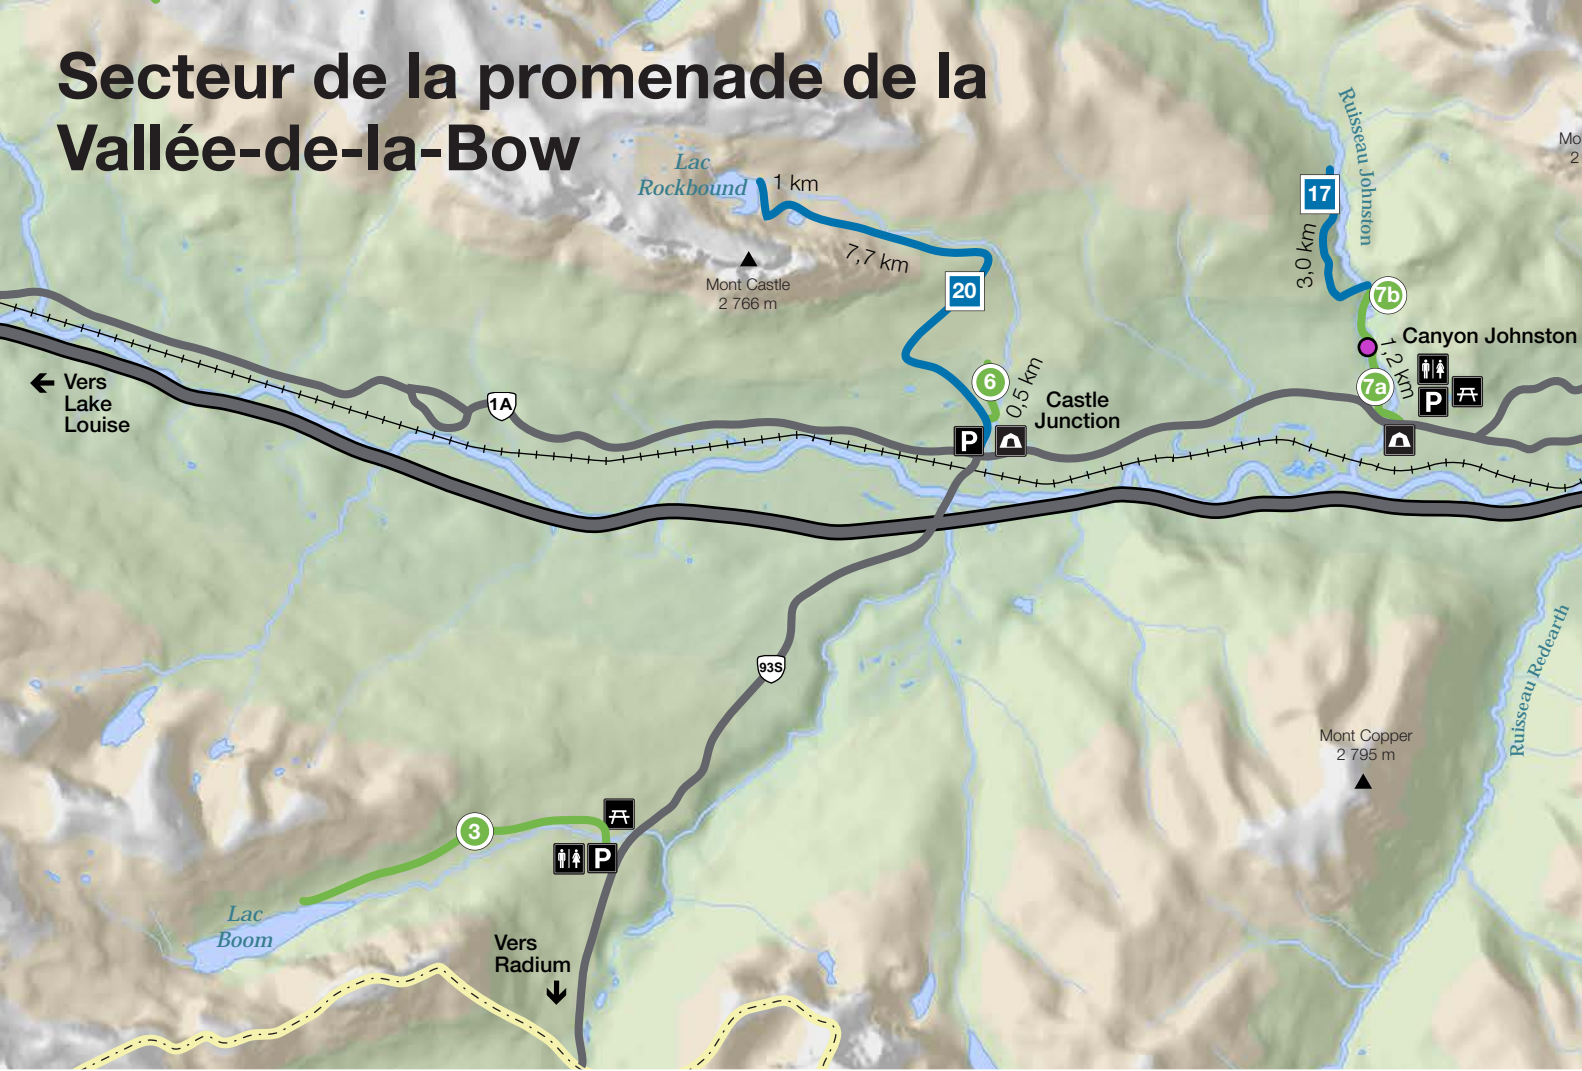 Secteur de la promenade de la
Vallée-de-la-Bow
Lac
Rockbound
1 km
7,7 km
Mont Castle
2 766 m
20
6
0,5 km
Castle
Junction
P
Ruisseau Johnston
17
3,0 km
7b
Canyon Johnston
1,2 km
7a
P
Mo
2
Vers
Lake
Louise
1A
93S
Mont Copper
2 795 m
Ruisseau Redearth
3
P
Lac
Boom
Vers
Radium